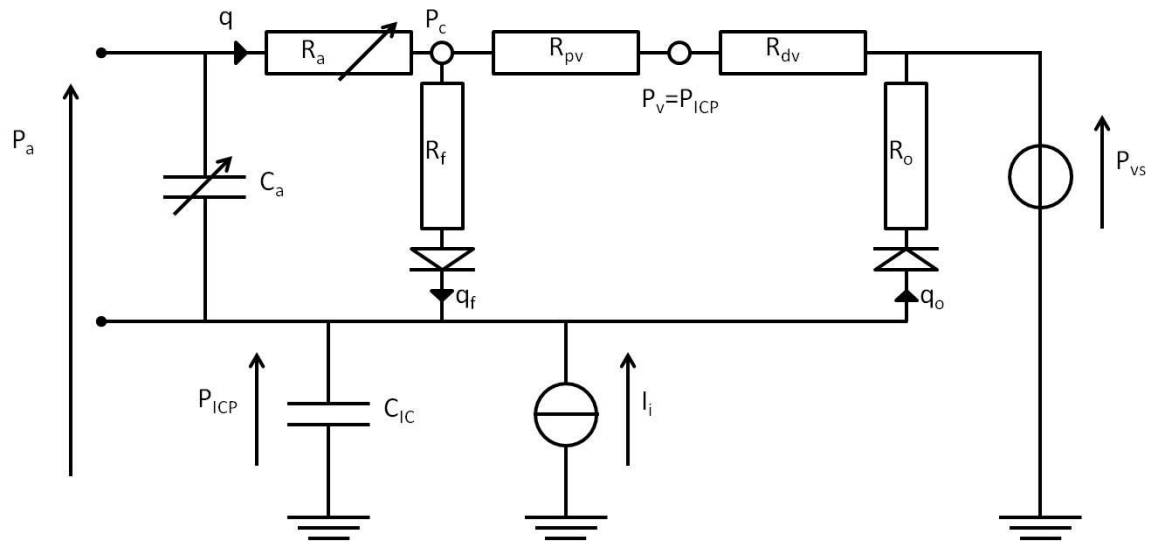 q
P_c
R_a
R_pv
R_dv
P_v=P_ICP
P_a
C_a
R_f
R_o
P_vs
q_f
q_o
P_ICP
C_IC
I_i